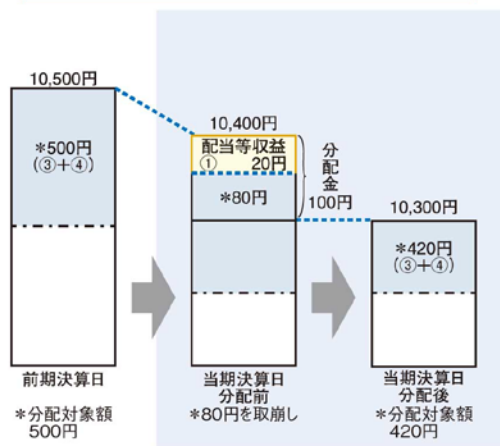 10,500円
*500円
(③+④)
10,400円
配当等収益
① 20円
*80円
分配金
100円
10,300円
*420円
(③+④)
前期決算日
当期決算日
分配前
当期決算日
分配後
*分配対象額
500円
*80円を取崩し
*分配対象額
420円